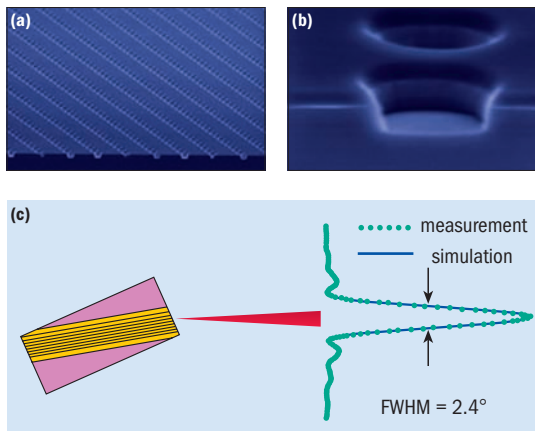 (a)
(b)
(c)
measurement
simulation
FWHM = 2.4°